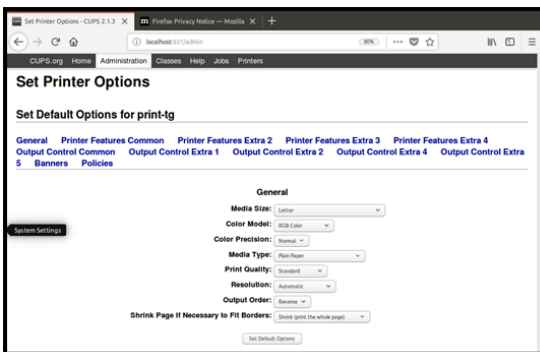 Set Printer Options - CUPS 2.1.3 Firefox Privacy Notice — Mozilla
localhost:631/admin 80%
CUPS.org Home Administration Classes Help Jobs Printers
Set Printer Options
Set Default Options for print-tg
General Printer Features Common Printer Features Extra 2 Printer Features Extra 3 Printer Features Extra 4
Output Control Common Output Control Extra 1 Output Control Extra 2 Output Control Extra 4 Output Control Extra
5 Banners Policies
General
Media Size: Letter
Color Model: RGB Color
System Settings
Color Precision: Normal
Media Type: Plain Paper
Print Quality: Standard
Resolution: Automatic
Output Order: Reverse
Shrink Page If Necessary to Fit Borders: Shrink (print the whole page)
Set Default Options